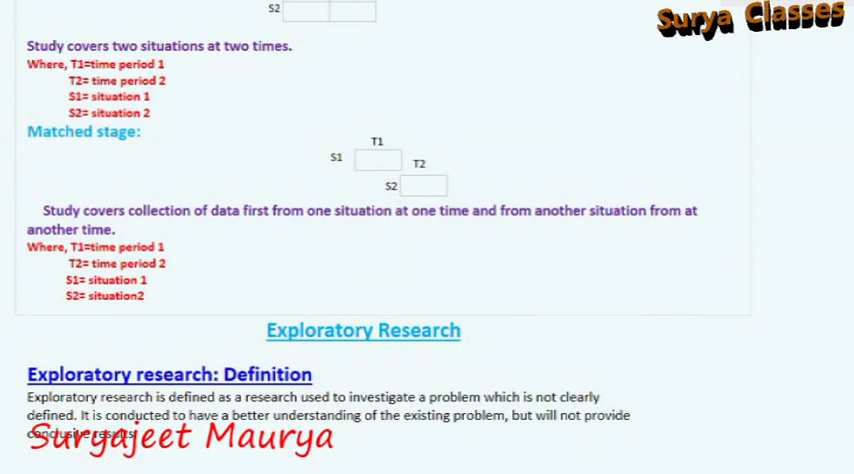 S2
Surya Classes
Study covers two situations at two times.
Where, T1=time period 1
T2= time period 2
S1= situation 1
S2= situation 2
Matched stage:
T1
S1
T2
S2
Study covers collection of data first from one situation at one time and from another situation from at
another time.
Where, T1=time period 1
T2= time period 2
S1= situation 1
S2= situation2
Exploratory Research
Exploratory research: Definition
Exploratory research is defined as a research used to investigate a problem which is not clearly
defined. It is conducted to have a better understanding of the existing problem, but will not provide
conclusive results
Suryajeet Maurya